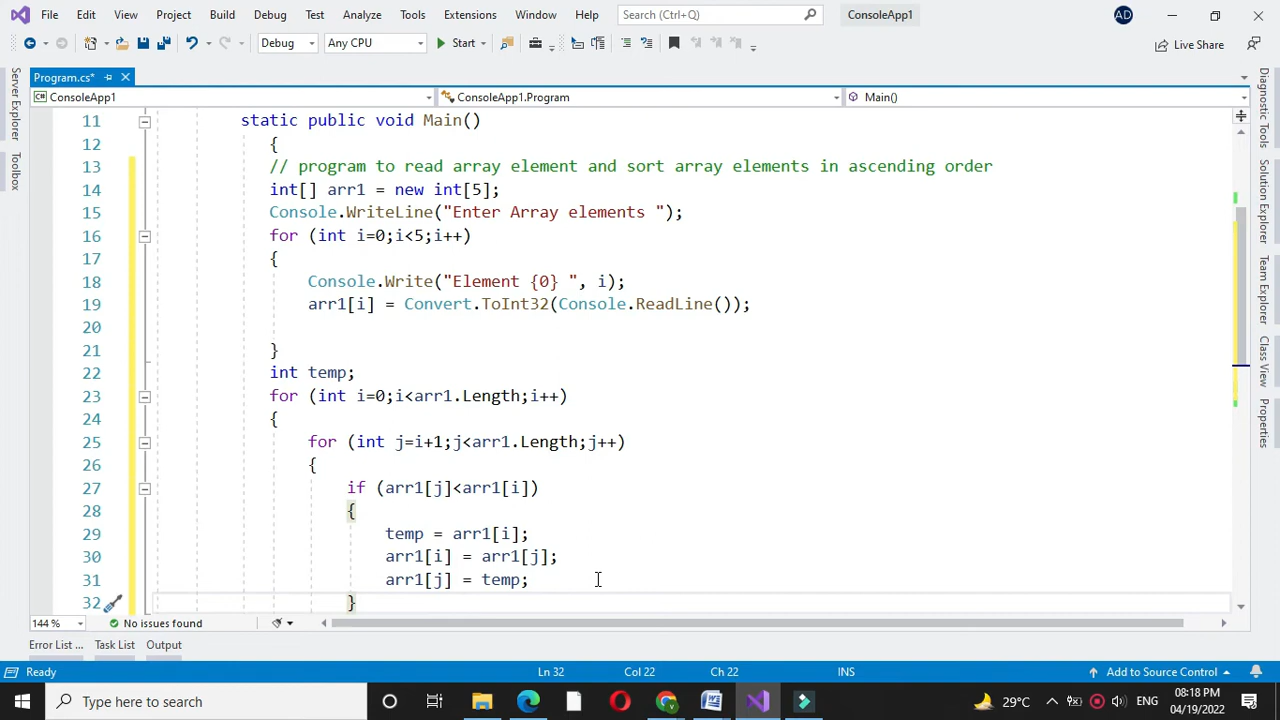 File Edit View Project Build Debug Test Analyze Tools Extensions Window Help Search (Ctrl+Q) ConsoleApp1 AD
Debug Any CPU Start Live Share
Program.cs*
ConsoleApp1 ConsoleApp1.Program Main()
11 static public void Main()
12 {
13 // program to read array element and sort array elements in ascending order
14 int[] arr1 = new int[5];
15 Console.WriteLine("Enter Array elements ");
16 for (int i=0;i<5;i++)
17 {
18 Console.Write("Element {0} ", i);
19 arr1[i] = Convert.ToInt32(Console.ReadLine());
20
21 }
22 int temp;
23 for (int i=0;i<arr1.Length;i++)
24 {
25 for (int j=i+1;j<arr1.Length;j++)
26 {
27 if (arr1[j]<arr1[i])
28 {
29 temp = arr1[i];
30 arr1[i] = arr1[j];
31 arr1[j] = temp;
32 }
Server Explorer
Toolbox
Diagnostic Tools
Solution Explorer
Team Explorer
Class View
Properties
144 % No issues found
Error List ... Task List Output
Ready Ln 32 Col 22 Ch 22 INS Add to Source Control
Type here to search 29°C ENG 08:18 PM
04/19/2022